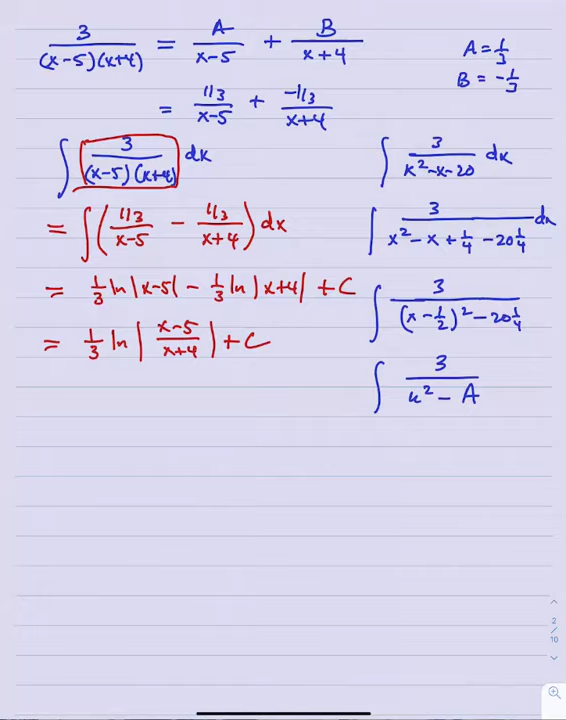 3/((x-5)(x+4)) = A/(x-5) + B/(x+4)
A = 1/3
B = -1/3
= (1/3)/(x-5) + (-1/3)/(x+4)
∫ 3/((x-5)(x+4)) dx
= ∫ ((1/3)/(x-5) - (1/3)/(x+4)) dx
= 1/3 ln|x-5| - 1/3 ln|x+4| + C
= 1/3 ln|(x-5)/(x+4)| + C
∫ 3/(x²-x-20) dx
∫ 3/(x² - x + 1/4 - 20 1/4) dx
∫ 3/((x - 1/2)² - 20 1/4)
∫ 3/(u² - A)
2
/
10